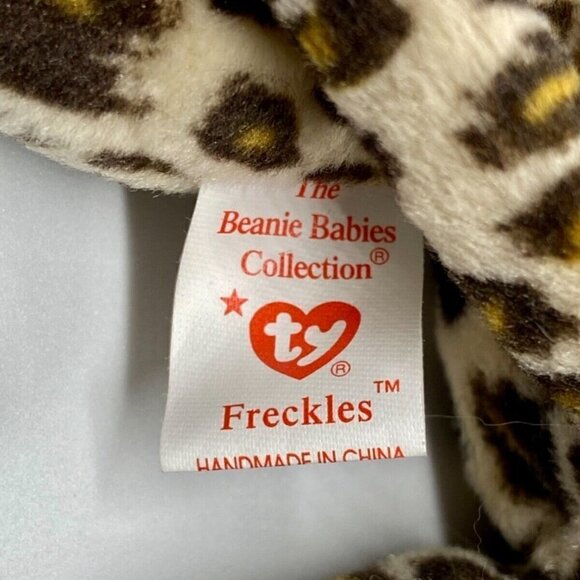 The
Beanie Babies
Collection®
ty®
Freckles™
HANDMADE IN CHINA